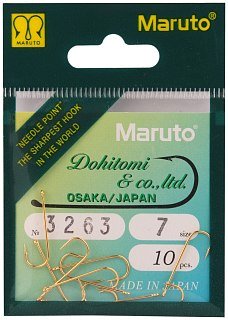 MARUTO
Maruto®
"NEEDLE POINT"
THE SHARPEST HOOK
IN THE WORLD
Maruto®
Dohitomi
& co., ltd.
OSAKA/JAPAN
№ 3263 7 size
10 pcs.
MADE IN JAPAN